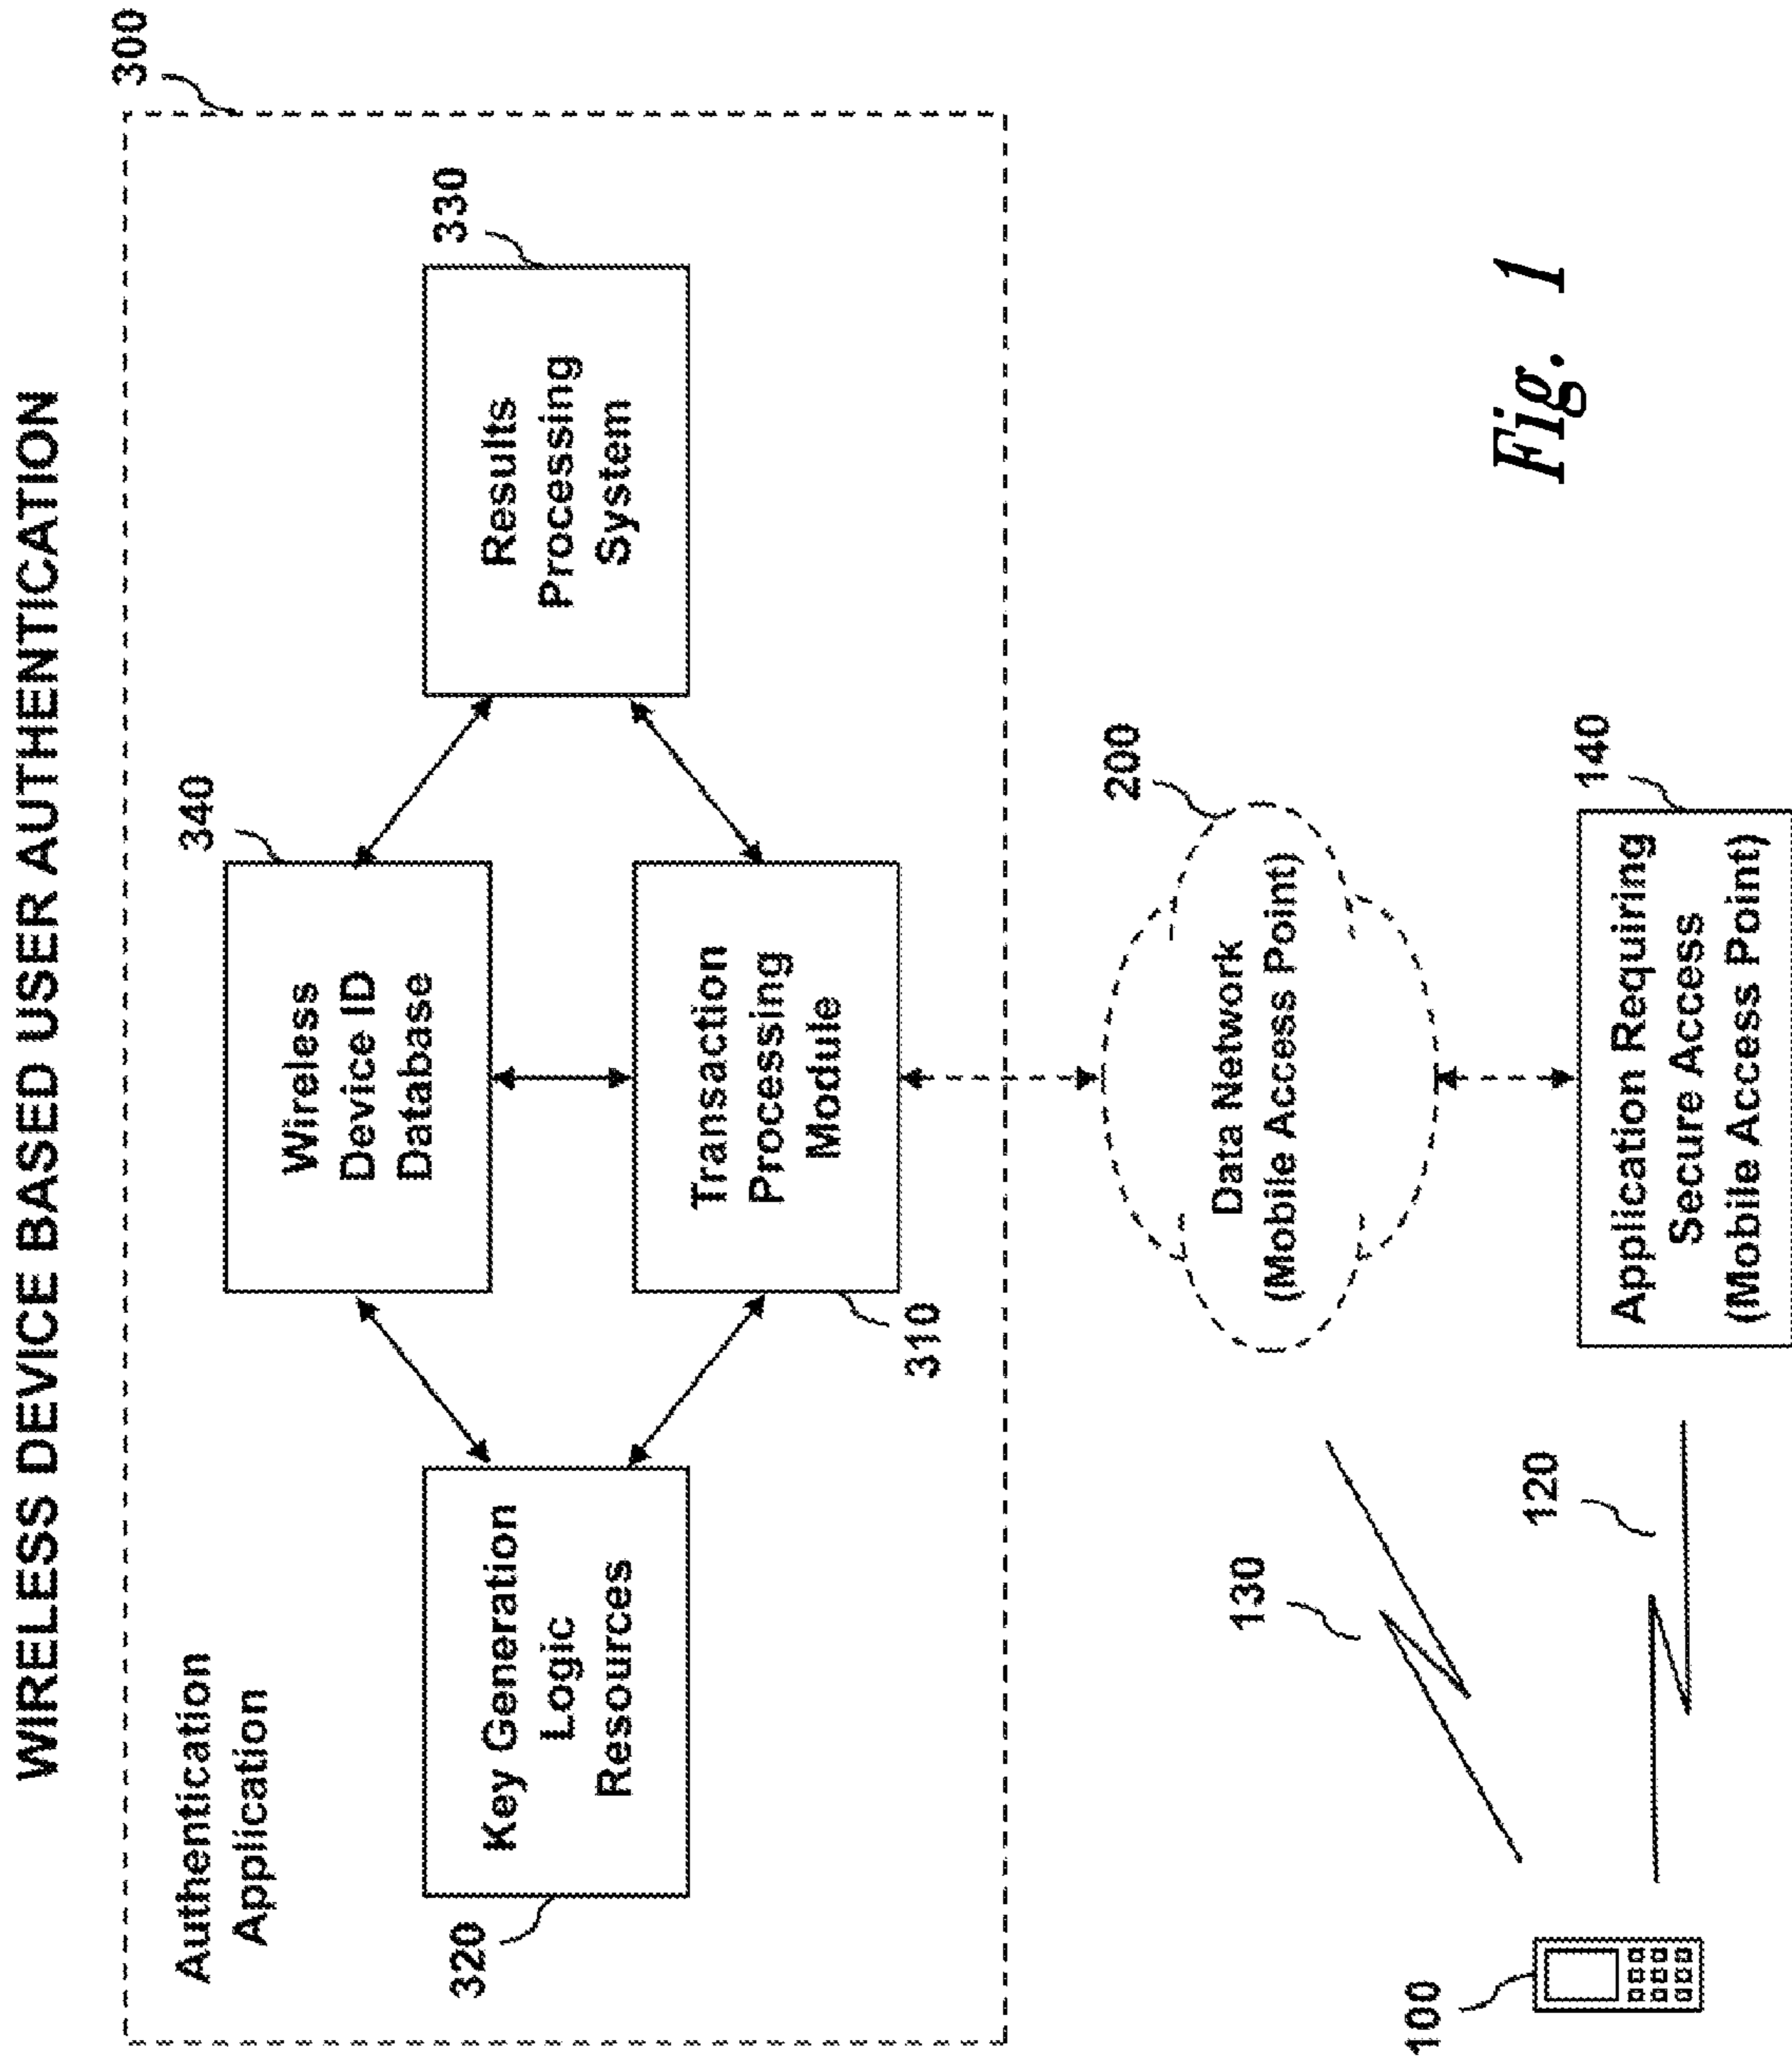 WIRELESS DEVICE BASED USER AUTHENTICATION
300
Authentication
Application
340
Wireless
Device ID
Database
320
Key Generation
Logic
Resources
330
Results
Processing
System
Transaction
Processing
Module
310
200
Data Network
(Mobile Access Point)
130
140
Application Requiring
Secure Access
(Mobile Access Point)
120
100
Fig. 1